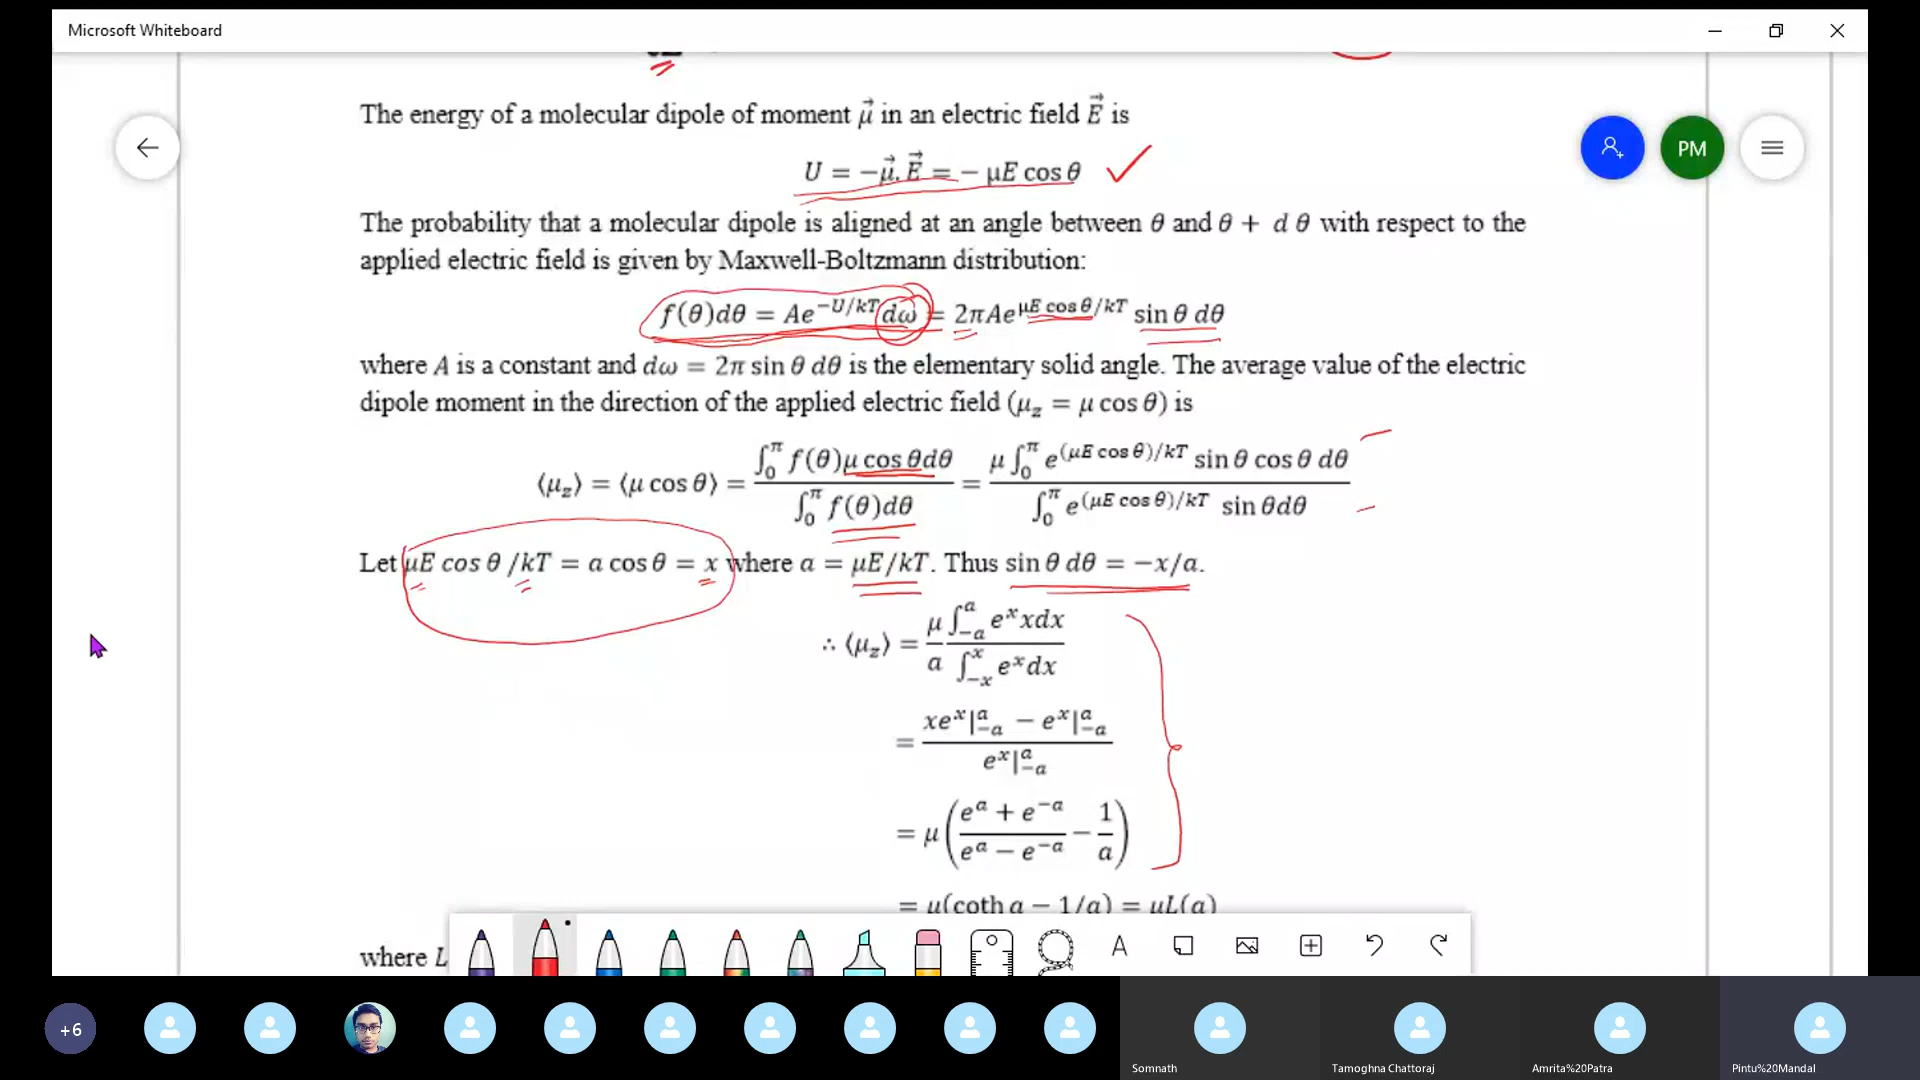 Microsoft Whiteboard
The energy of a molecular dipole of moment μ⃗ in an electric field E⃗ is
U = −μ⃗. E⃗ = − μE cos θ
PM
The probability that a molecular dipole is aligned at an angle between θ and θ + d θ with respect to the
applied electric field is given by Maxwell-Boltzmann distribution:
f(θ)dθ = Ae^{−U/kT}dω = 2πAe^{μE cos θ/kT} sin θ dθ
where A is a constant and dω = 2π sin θ dθ is the elementary solid angle. The average value of the electric
dipole moment in the direction of the applied electric field (μ_z = μ cos θ) is
⟨μ_z⟩ = ⟨μ cos θ⟩ = ∫_0^π f(θ)μ cos θdθ / ∫_0^π f(θ)dθ = μ ∫_0^π e^{(μE cos θ)/kT} sin θ cos θ dθ / ∫_0^π e^{(μE cos θ)/kT} sin θdθ
Let μE cos θ /kT = a cos θ = x where a = μE/kT. Thus sin θ dθ = −x/a.
∴ ⟨μ_z⟩ = μ/a ∫_{−a}^a e^x xdx / ∫_{−x}^x e^x dx
= xe^x|_{−a}^a − e^x|_{−a}^a / e^x|_{−a}^a
= μ (e^a + e^{−a} / e^a − e^{−a} − 1/a)
= μ(coth a − 1/a) = μL(a)
where L
A
+6
Somnath
Tamoghna Chattoraj
Amrita%20Patra
Pintu%20Mandal